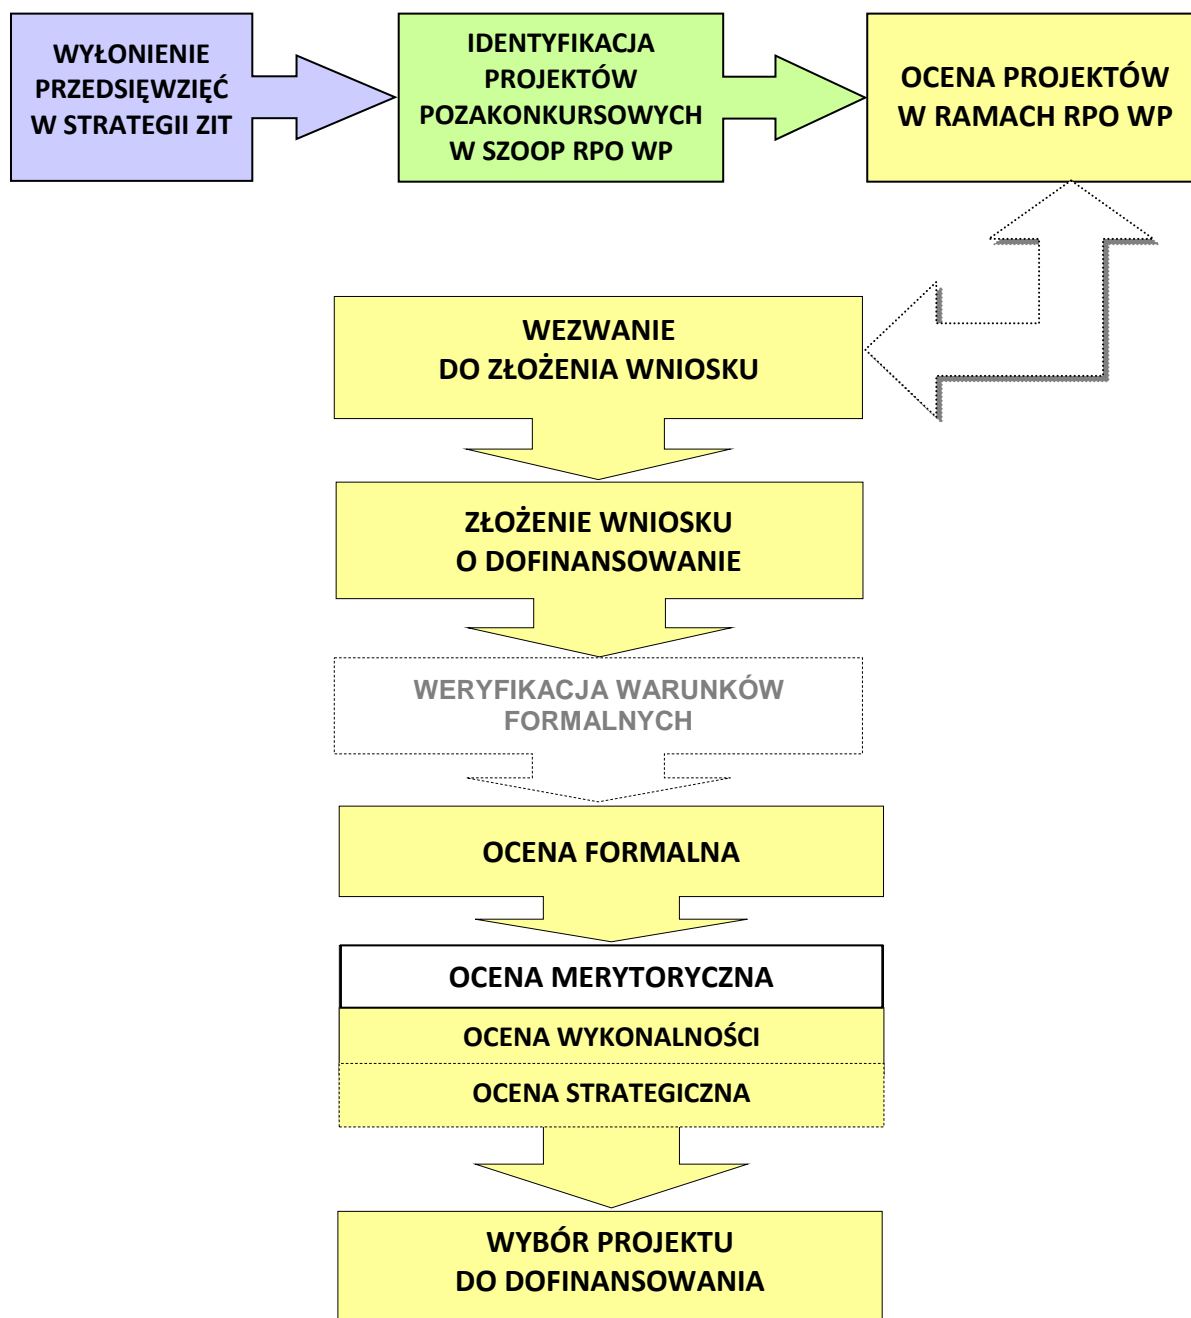 WYŁONIENIE
PRZEDSIĘWZIĘĆ
W STRATEGII ZIT
IDENTYFIKACJA
PROJEKTÓW
POZAKONKURSOWYCH
W SZOOP RPO WP
OCENA PROJEKTÓW
W RAMACH RPO WP
WEZWANIE
DO ZŁOŻENIA WNIOSKU
ZŁOŻENIE WNIOSKU
O DOFINANSOWANIE
WERYFIKACJA WARUNKÓW
FORMALNYCH
OCENA FORMALNA
OCENA MERYTORYCZNA
OCENA WYKONALNOŚCI
OCENA STRATEGICZNA
WYBÓR PROJEKTU
DO DOFINANSOWANIA